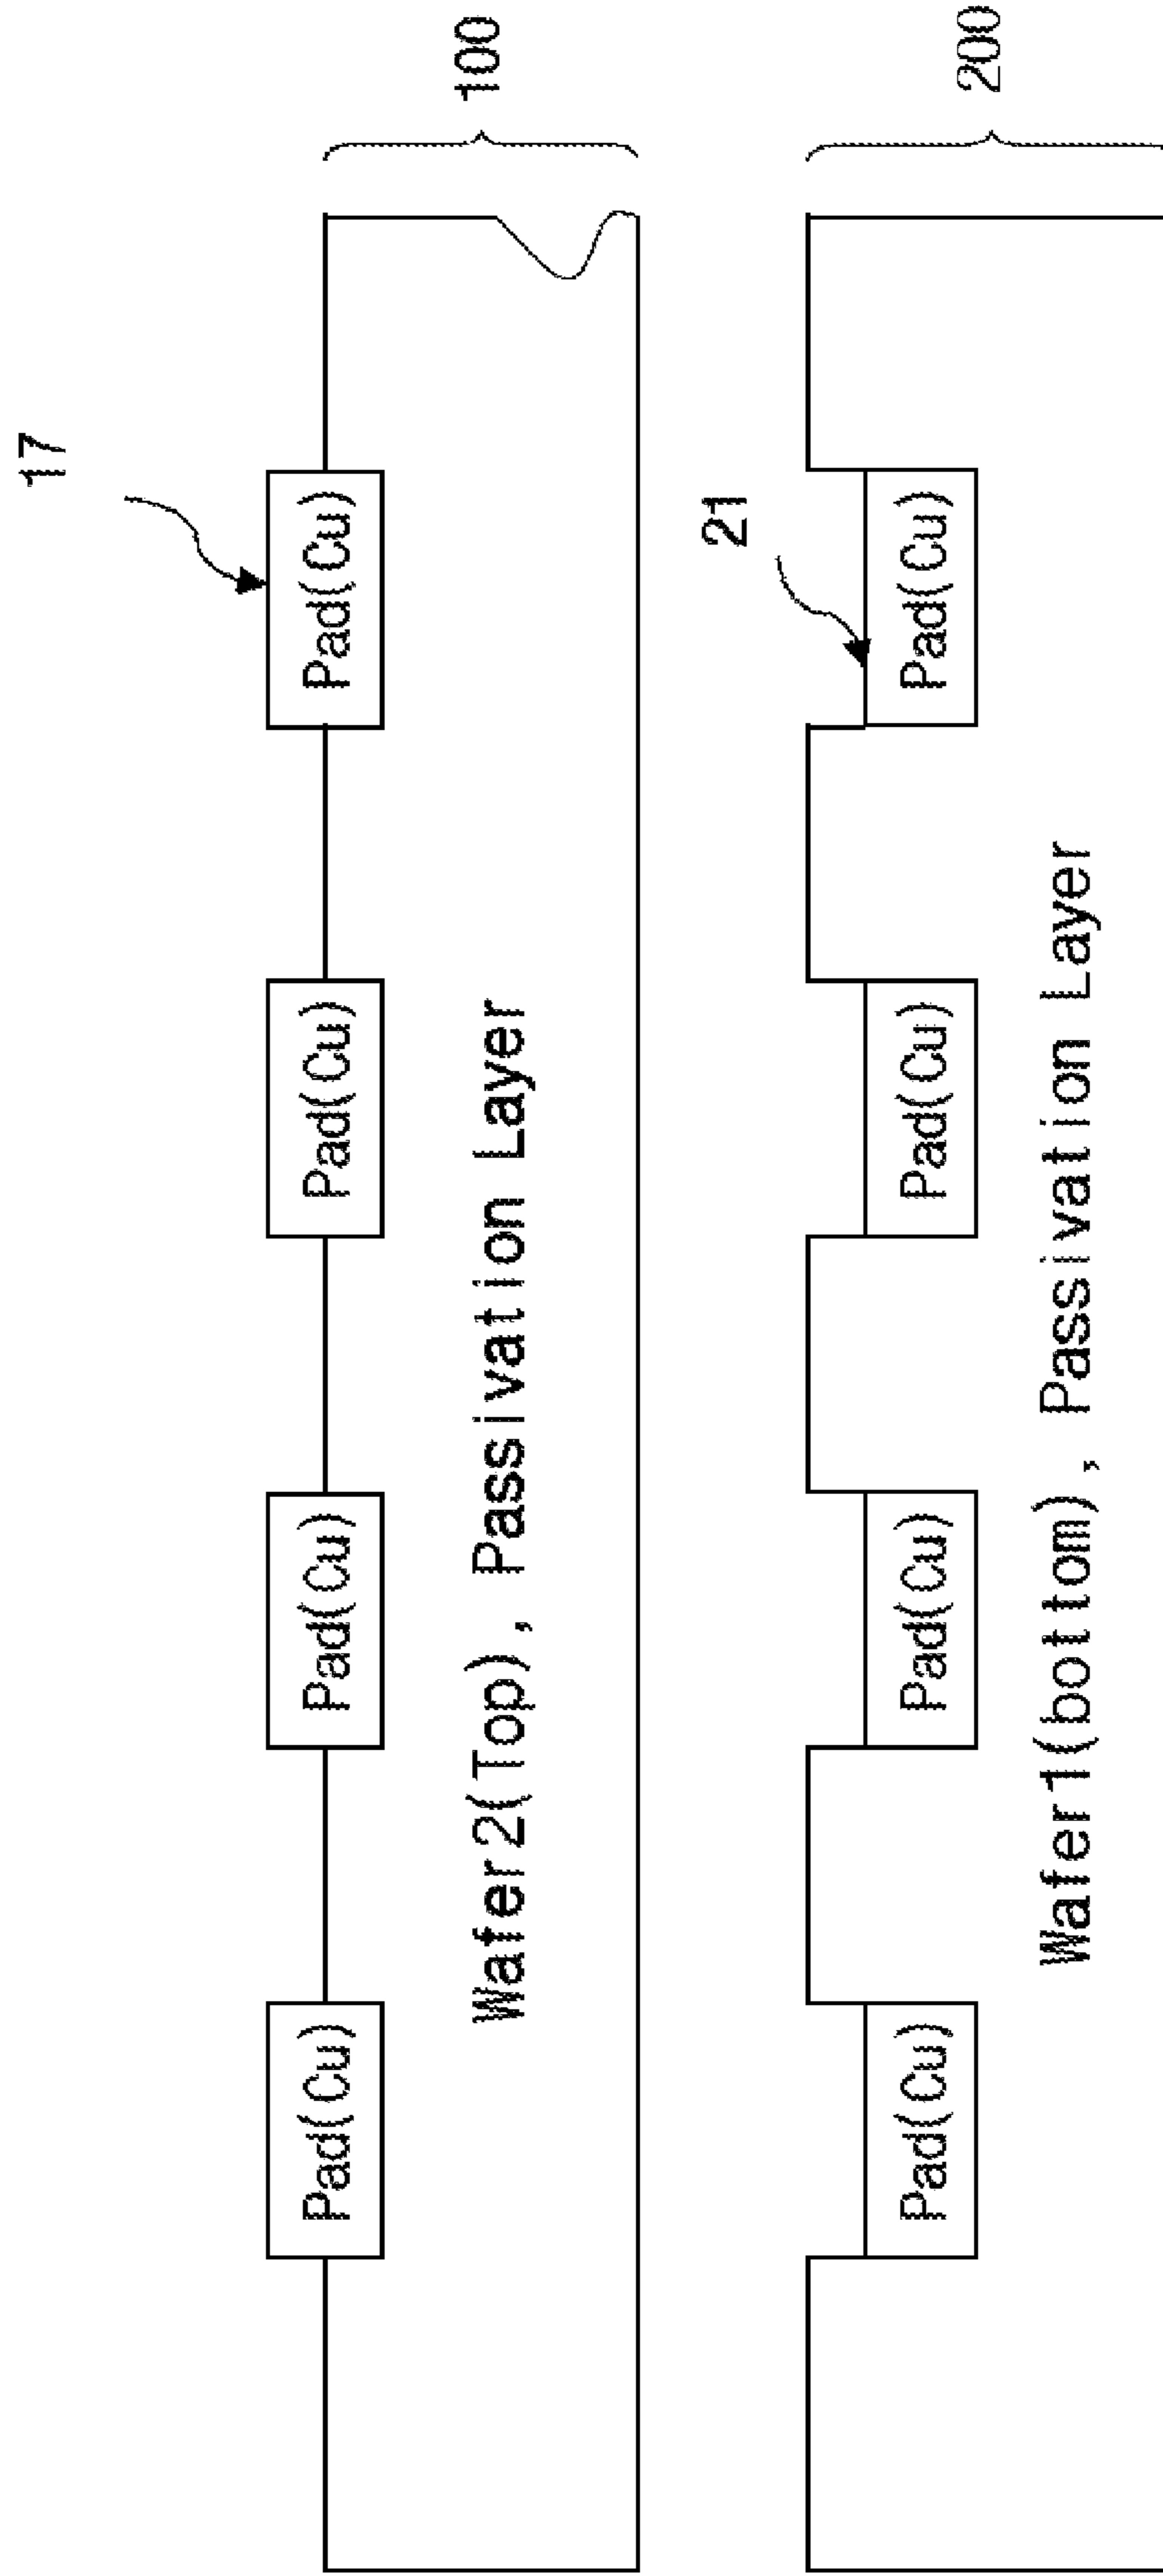 17
Pad(Cu) Pad(Cu) Pad(Cu) Pad(Cu)
Wafer2(Top), Passivation Layer
100
21
Pad(Cu) Pad(Cu) Pad(Cu) Pad(Cu)
Wafer1(bottom), Passivation Layer
200